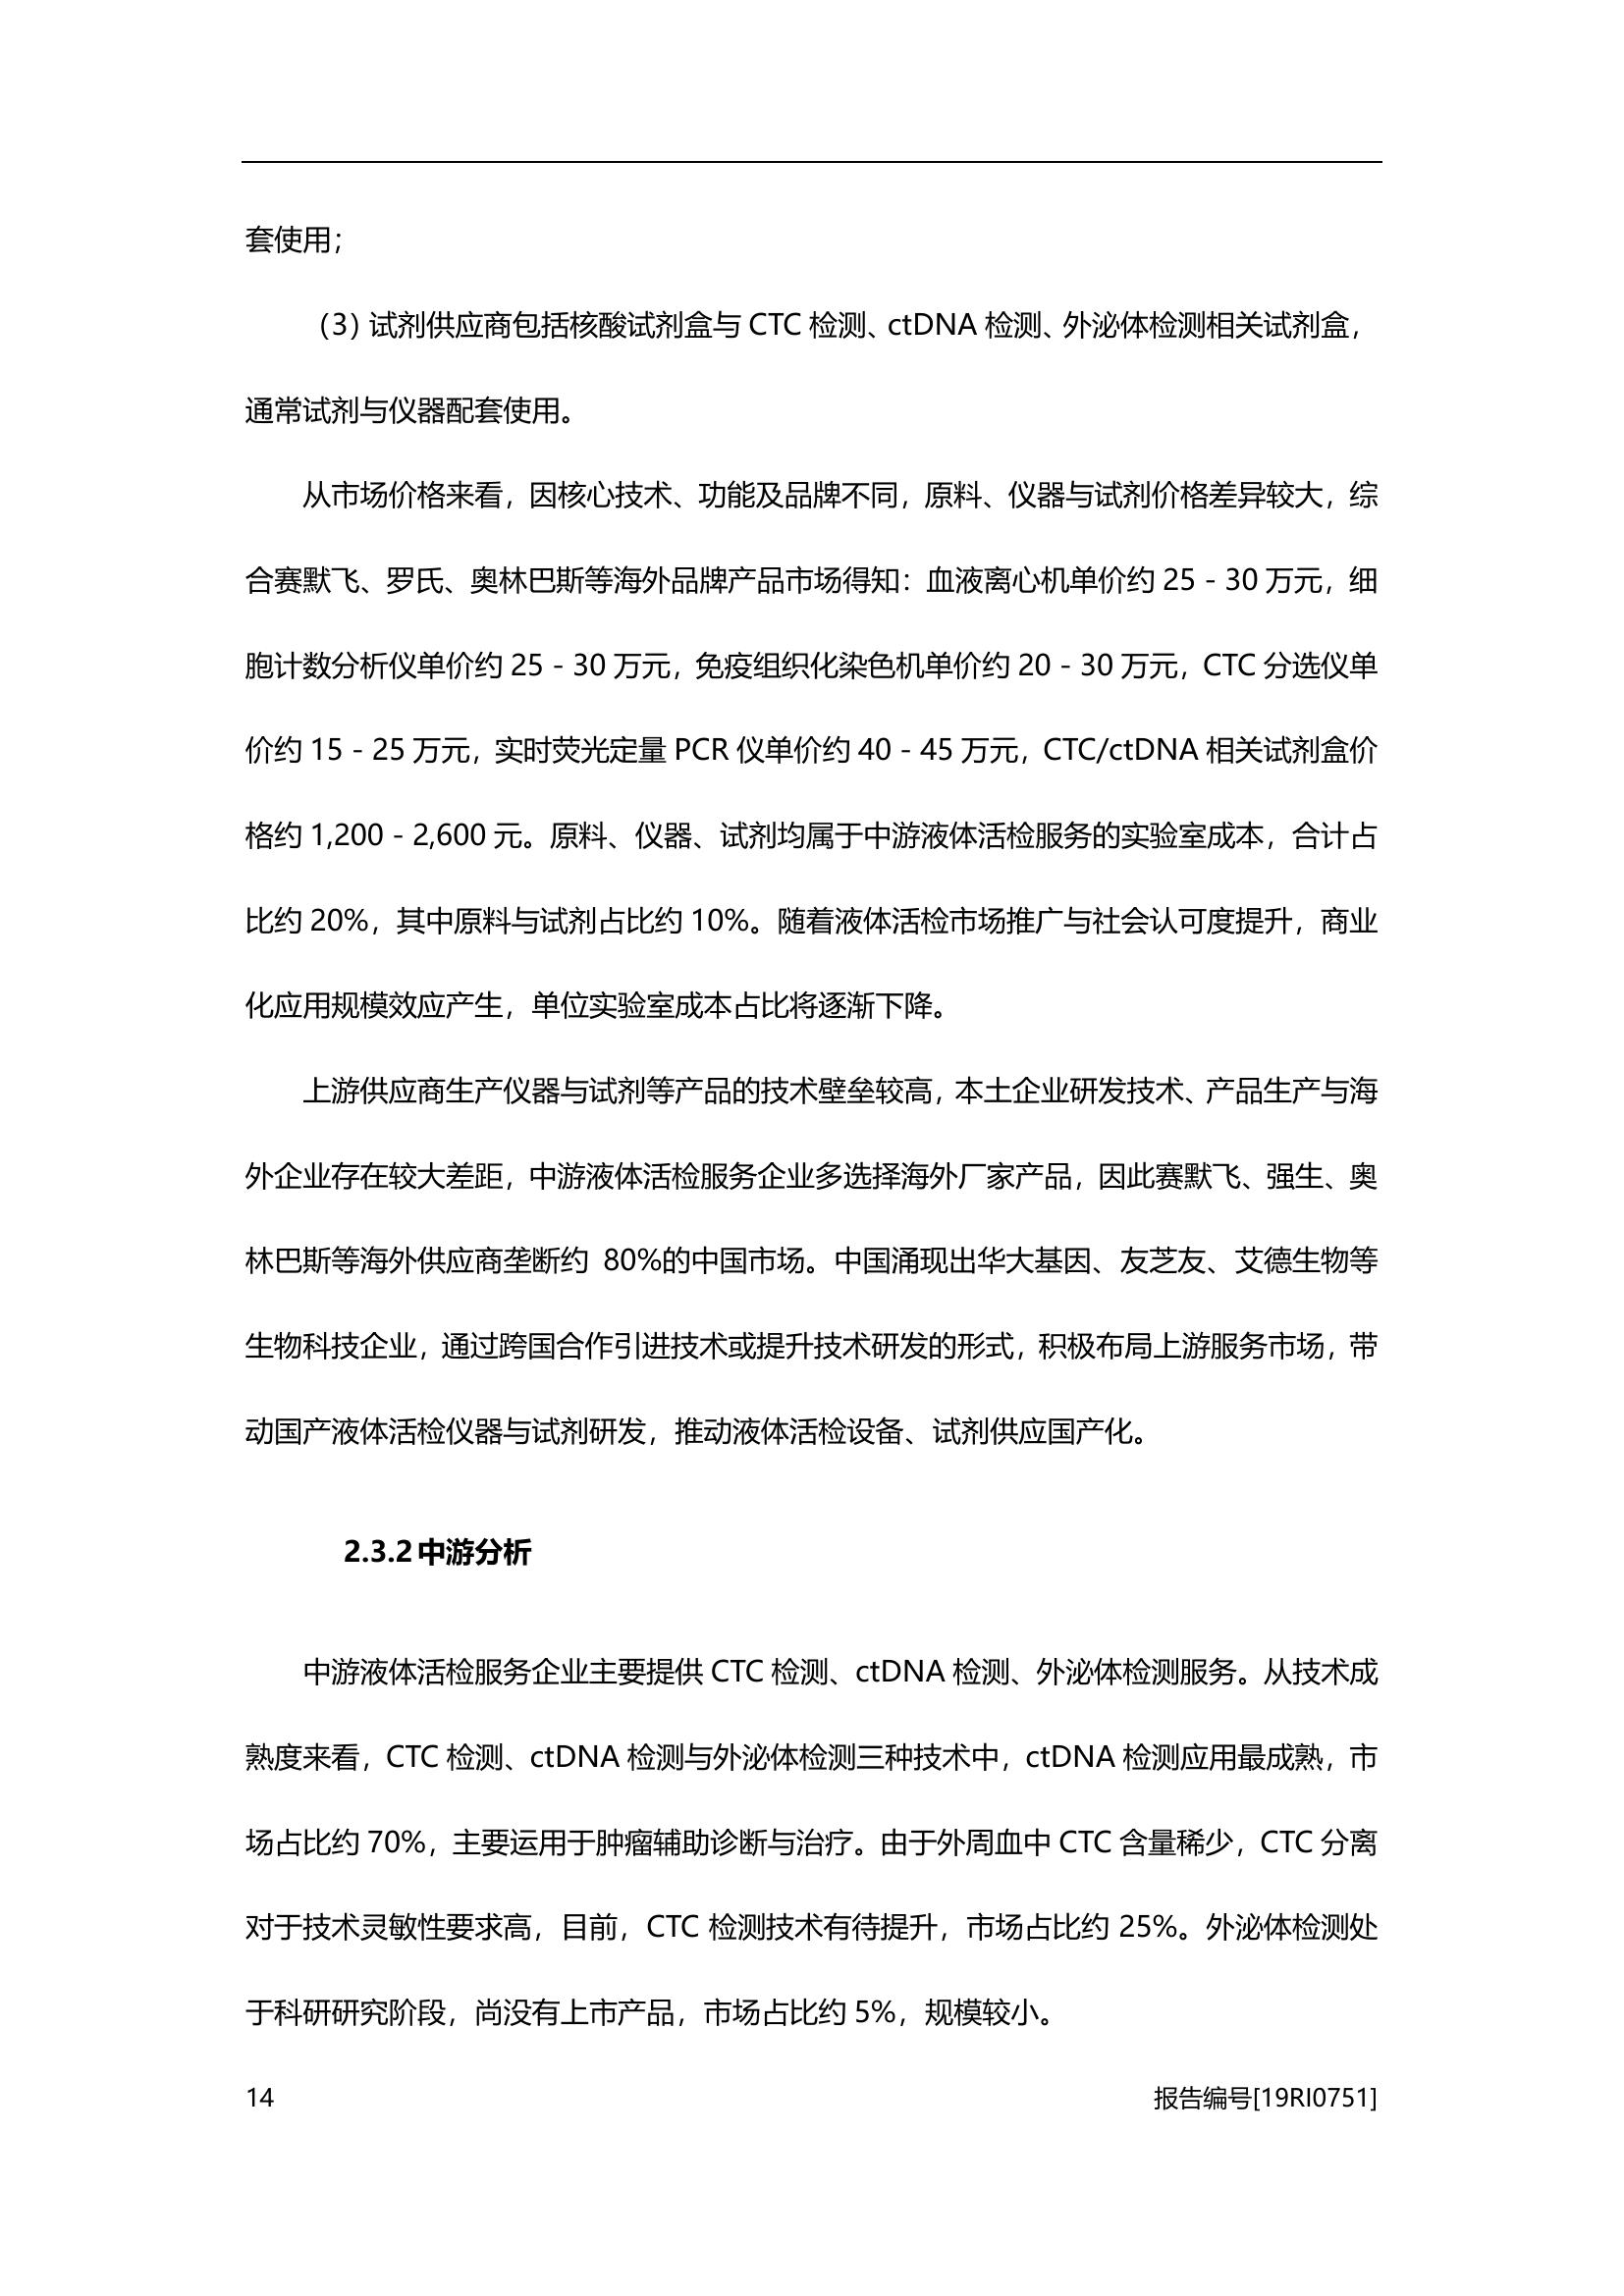 套使用；
（3）试剂供应商包括核酸试剂盒与 CTC 检测、ctDNA 检测、外泌体检测相关试剂盒，
通常试剂与仪器配套使用。
从市场价格来看，因核心技术、功能及品牌不同，原料、仪器与试剂价格差异较大，综
合赛默飞、罗氏、奥林巴斯等海外品牌产品市场得知：血液离心机单价约 25 - 30 万元，细
胞计数分析仪单价约 25 - 30 万元，免疫组织化染色机单价约 20 - 30 万元，CTC 分选仪单
价约 15 - 25 万元，实时荧光定量 PCR 仪单价约 40 - 45 万元，CTC/ctDNA 相关试剂盒价
格约 1,200 - 2,600 元。原料、仪器、试剂均属于中游液体活检服务的实验室成本，合计占
比约 20%，其中原料与试剂占比约 10%。随着液体活检市场推广与社会认可度提升，商业
化应用规模效应产生，单位实验室成本占比将逐渐下降。
上游供应商生产仪器与试剂等产品的技术壁垒较高，本土企业研发技术、产品生产与海
外企业存在较大差距，中游液体活检服务企业多选择海外厂家产品，因此赛默飞、强生、奥
林巴斯等海外供应商垄断约 80%的中国市场。中国涌现出华大基因、友芝友、艾德生物等
生物科技企业，通过跨国合作引进技术或提升技术研发的形式，积极布局上游服务市场，带
动国产液体活检仪器与试剂研发，推动液体活检设备、试剂供应国产化。
2.3.2 中游分析
中游液体活检服务企业主要提供 CTC 检测、ctDNA 检测、外泌体检测服务。从技术成
熟度来看，CTC 检测、ctDNA 检测与外泌体检测三种技术中，ctDNA 检测应用最成熟，市
场占比约 70%，主要运用于肿瘤辅助诊断与治疗。由于外周血中 CTC 含量稀少，CTC 分离
对于技术灵敏性要求高，目前，CTC 检测技术有待提升，市场占比约 25%。外泌体检测处
于科研研究阶段，尚没有上市产品，市场占比约 5%，规模较小。
14 报告编号[19RI0751]